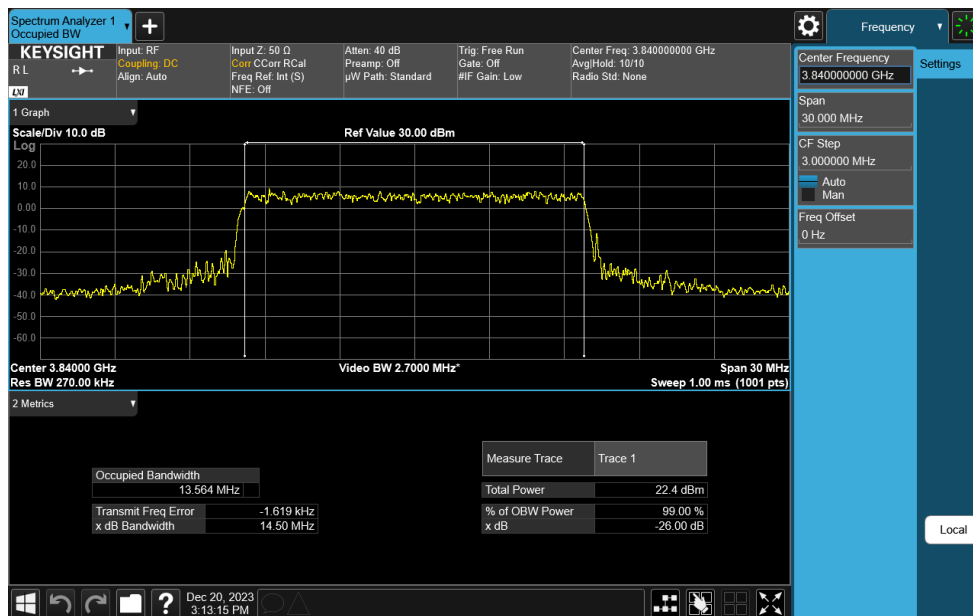 Spectrum Analyzer 1
Occupied BW
Frequency
KEYSIGHT
R L
LXI
Input: RF
Coupling: DC
Align: Auto
Input Z: 50 Ω
Corr CCorr RCal
Freq Ref: Int (S)
NFE: Off
Atten: 40 dB
Preamp: Off
µW Path: Standard
Trig: Free Run
Gate: Off
#IF Gain: Low
Center Freq: 3.840000000 GHz
Avg|Hold: 10/10
Radio Std: None
Center Frequency
3.840000000 GHz
Settings
Span
30.000 MHz
CF Step
3.000000 MHz
Auto
Man
Freq Offset
0 Hz
Local
1 Graph
Scale/Div 10.0 dB
Ref Value 30.00 dBm
Log
20.0
10.0
0.00
-10.0
-20.0
-30.0
-40.0
-50.0
-60.0
Center 3.84000 GHz
Video BW 2.7000 MHz*
Span 30 MHz
Res BW 270.00 kHz
Sweep 1.00 ms (1001 pts)
2 Metrics
Measure Trace Trace 1
Occupied Bandwidth
13.564 MHz
Total Power 22.4 dBm
Transmit Freq Error -1.619 kHz
% of OBW Power 99.00 %
x dB Bandwidth 14.50 MHz
x dB -26.00 dB
Dec 20, 2023
3:13:15 PM